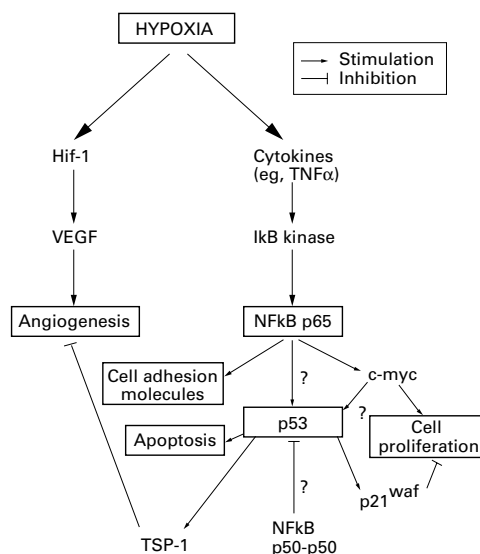 HYPOXIA
Stimulation
Inhibition
Hif-1
Cytokines
(eg, TNFα)
VEGF
IkB kinase
Angiogenesis
NFkB p65
Cell adhesion
molecules
?
c-myc
p53
?
Cell
proliferation
Apoptosis
?
p21waf
TSP-1
NFkB
p50-p50